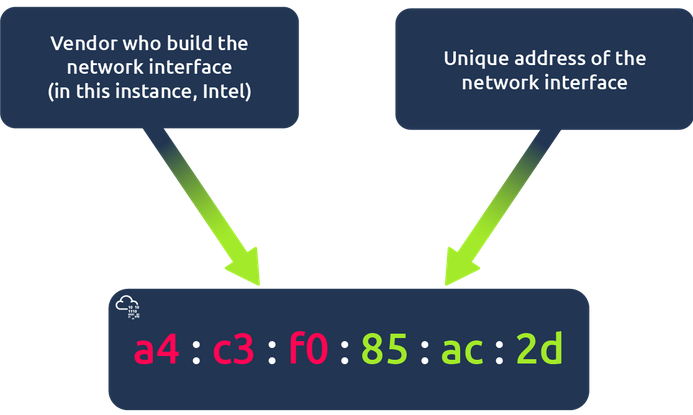 Vendor who build the
network interface
(in this instance, Intel)
Unique address of the
network interface
a4 : c3 : f0 : 85 : ac : 2d